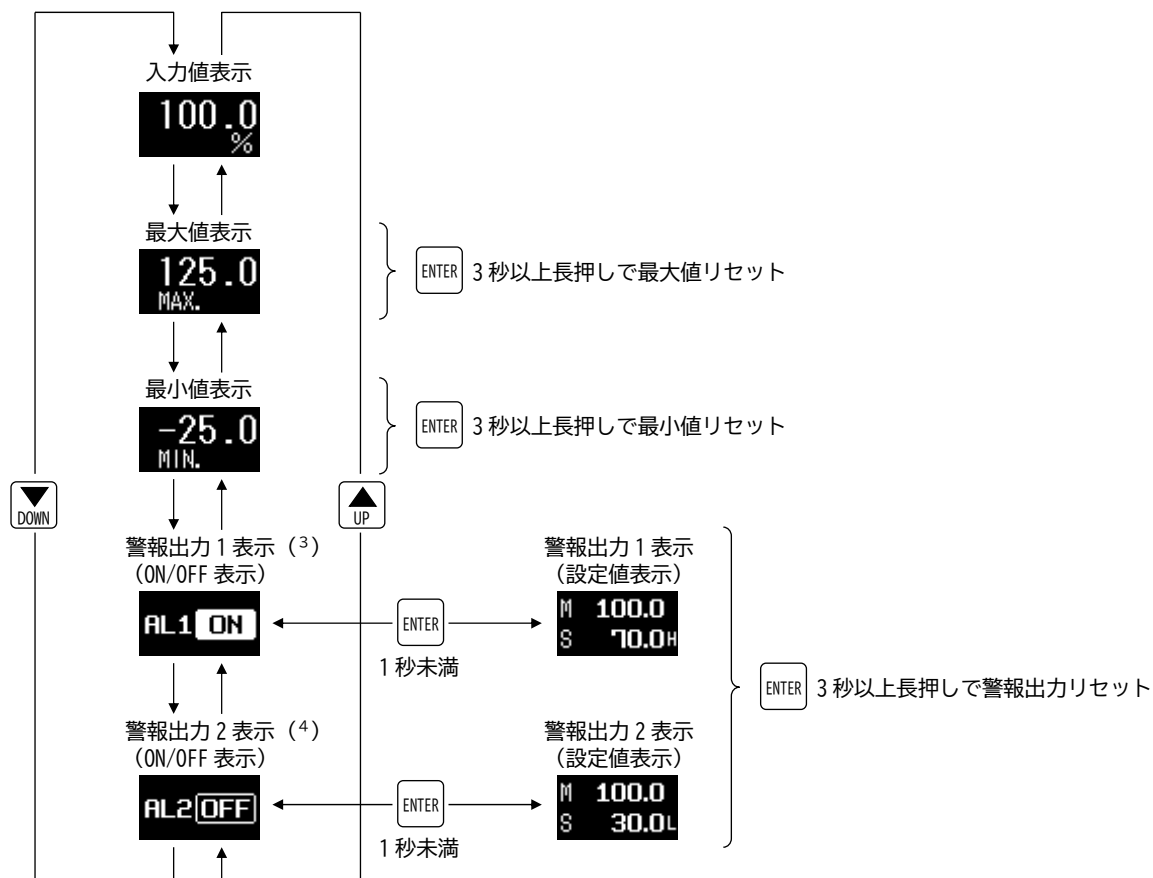 入力値表示
100.0
%
最大値表示
125.0
MAX.
ENTER 3秒以上長押しで最大値リセット
最小値表示
-25.0
MIN.
ENTER 3秒以上長押しで最小値リセット
DOWN
UP
警報出力1表示（3）
（ON/OFF 表示）
AL1 ON
ENTER
1秒未満
警報出力1表示
（設定値表示）
M 100.0
S 70.0H
ENTER 3秒以上長押しで警報出力リセット
警報出力2表示（4）
（ON/OFF 表示）
AL2 OFF
ENTER
1秒未満
警報出力2表示
（設定値表示）
M 100.0
S 30.0L